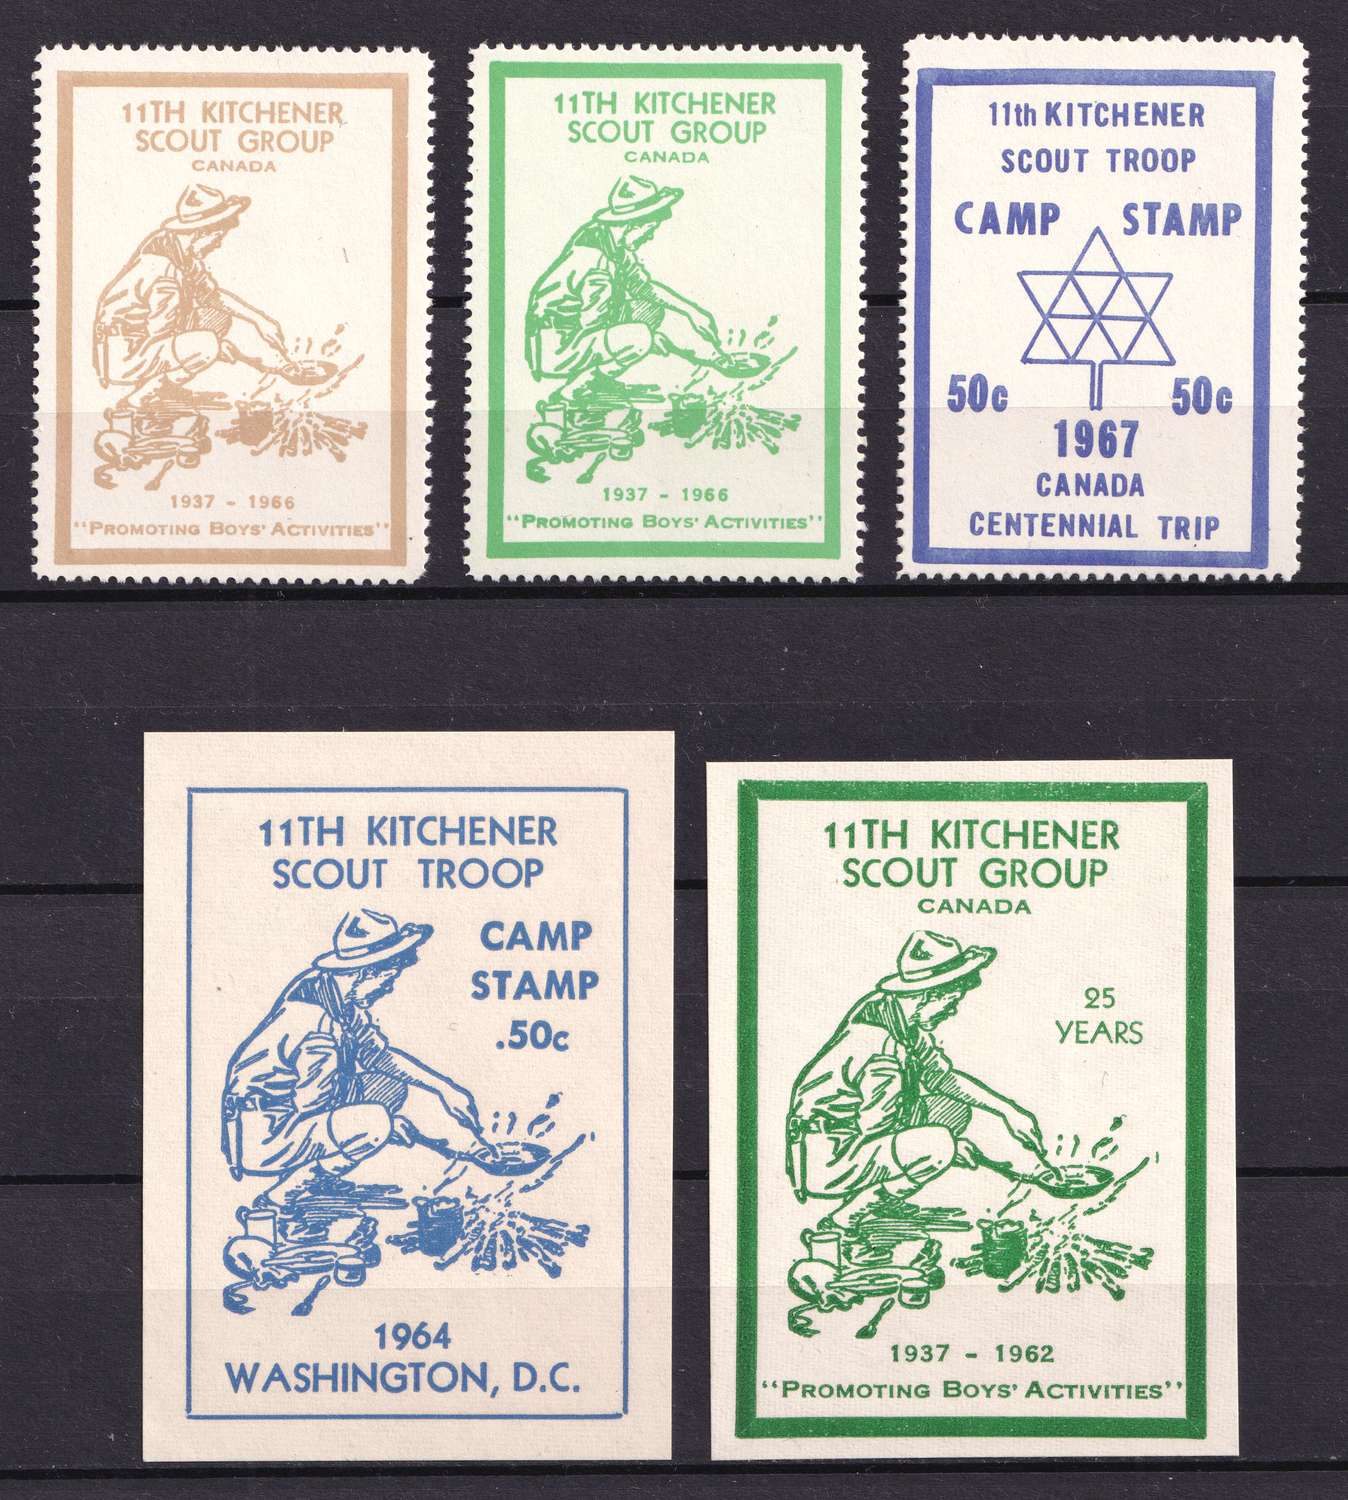 11TH KITCHENER
SCOUT GROUP
CANADA
1937 - 1966
"PROMOTING BOYS' ACTIVITIES"
11TH KITCHENER
SCOUT GROUP
CANADA
1937 - 1966
"PROMOTING BOYS' ACTIVITIES"
11th KITCHENER
SCOUT TROOP
CAMP STAMP
50c 50c
1967
CANADA
CENTENNIAL TRIP
11TH KITCHENER
SCOUT TROOP
CAMP
STAMP
.50c
1964
WASHINGTON, D.C.
11TH KITCHENER
SCOUT GROUP
CANADA
25
YEARS
1937 - 1962
"PROMOTING BOYS' ACTIVITIES"